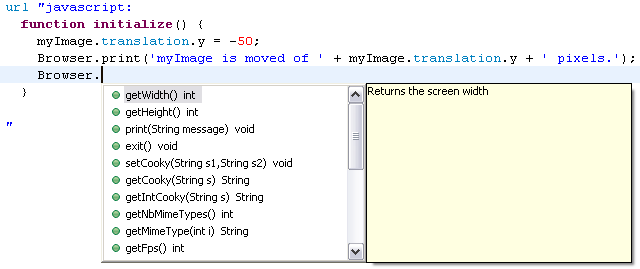 url "javascript:
function initialize() {
myImage.translation.y = -50;
Browser.print('myImage is moved of ' + myImage.translation.y + ' pixels.');
Browser.
}
"
getWidth() int
getHeight() int
print(String message) void
exit() void
setCooky(String s1,String s2) void
getCooky(String s) String
getIntCooky(String s) String
getNbMimeTypes() int
getMimeType(int i) String
getFps() int
Returns the screen width